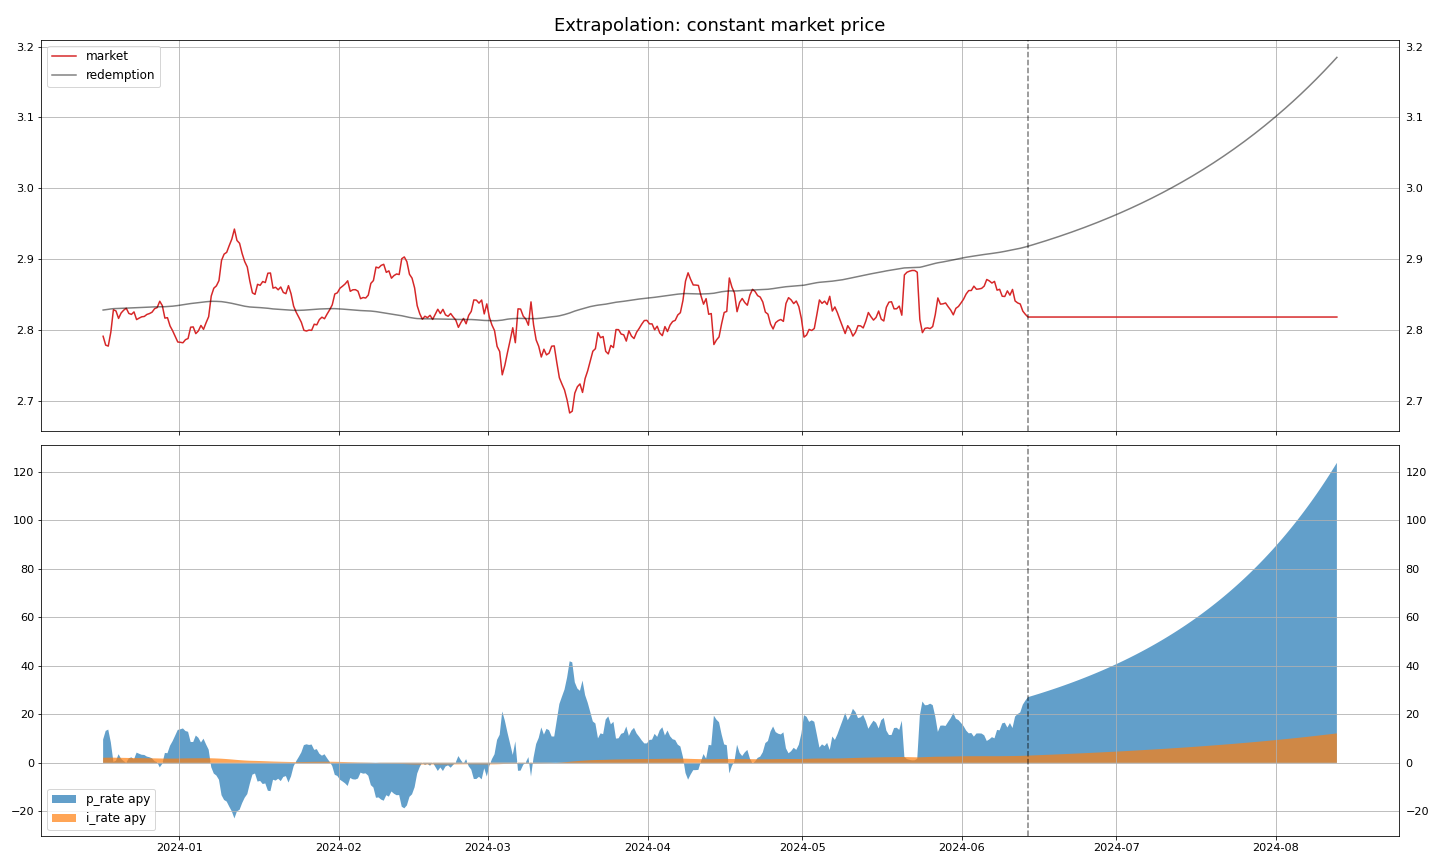 Extrapolation: constant market price
market
redemption
3.2 3.2
3.1 3.1
3.0 3.0
2.9 2.9
2.8 2.8
2.7 2.7
120 120
100 100
80 80
60 60
40 40
20 20
0 0
−20 −20
p_rate apy
i_rate apy
2024-01 2024-02 2024-03 2024-04 2024-05 2024-06 2024-07 2024-08